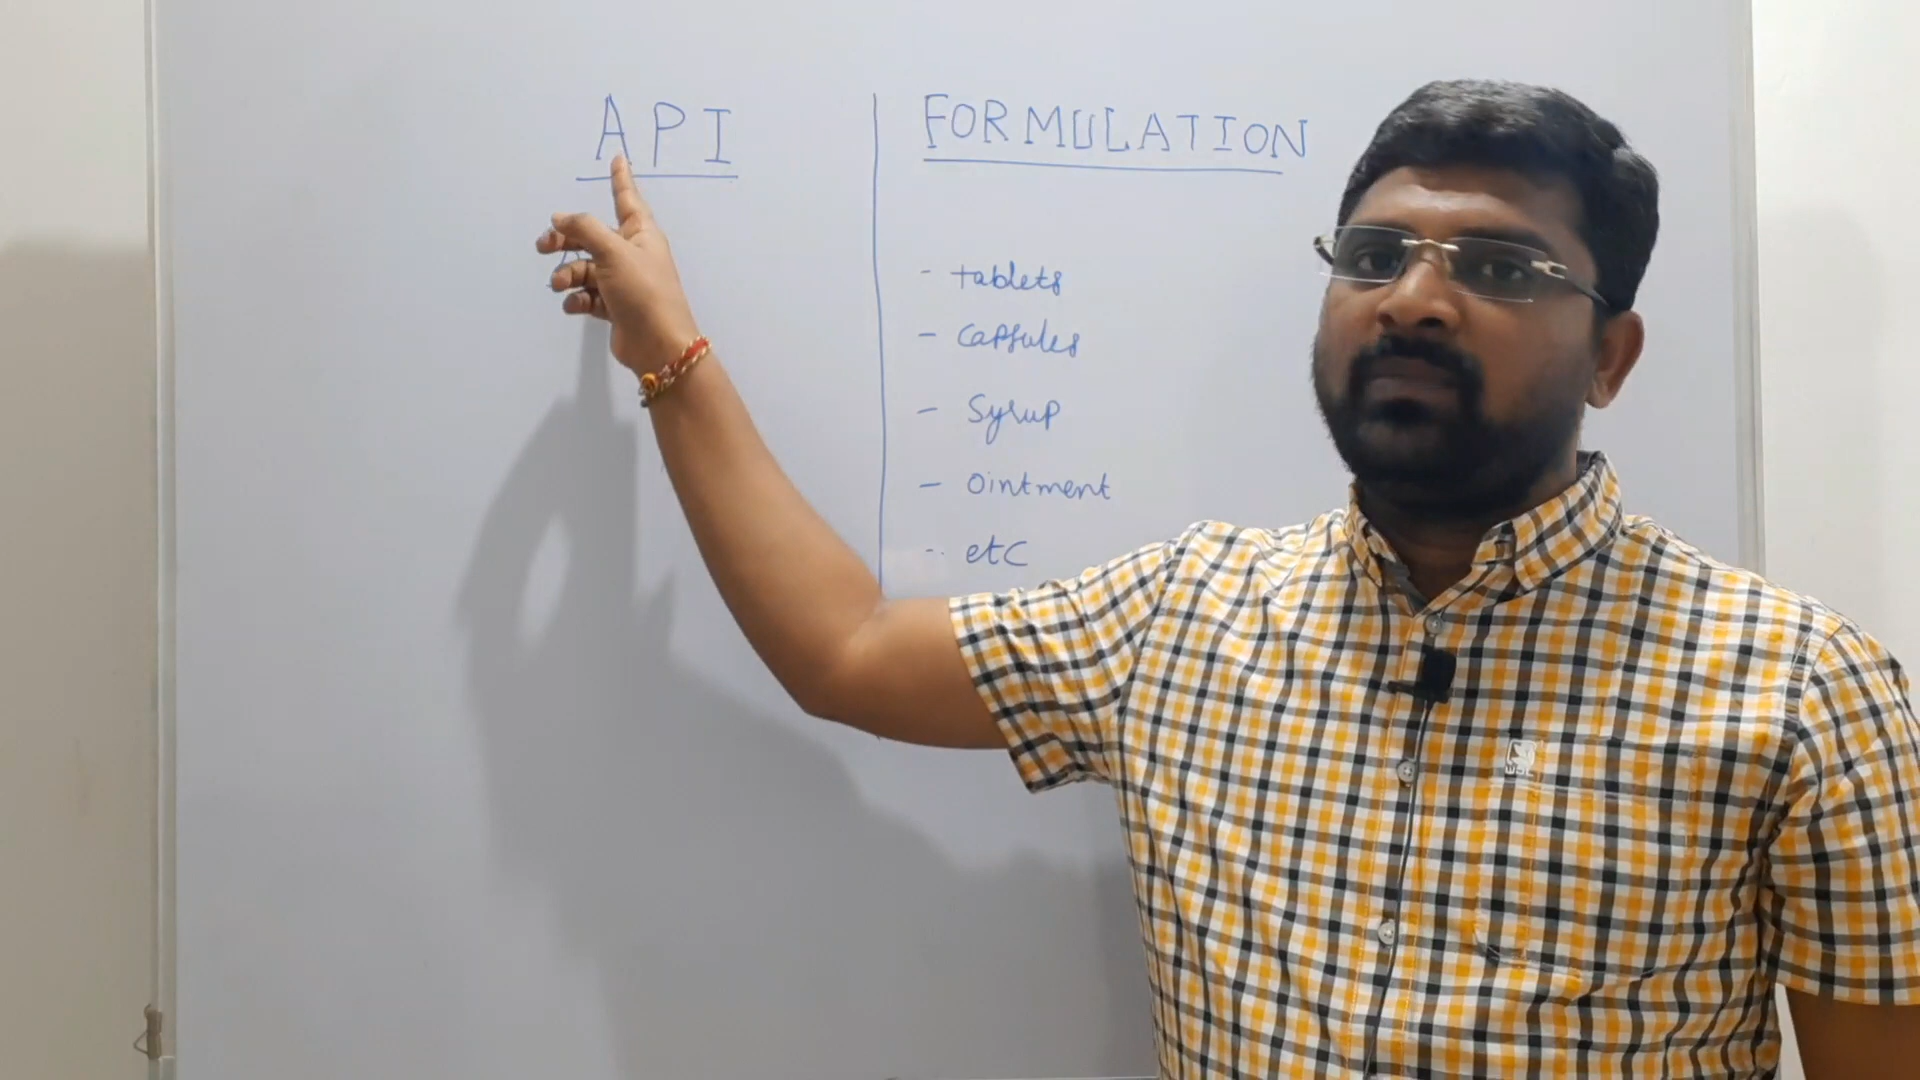 API
FORMULATION
- tablets
- capsules
- Syrup
- Ointment
- etc